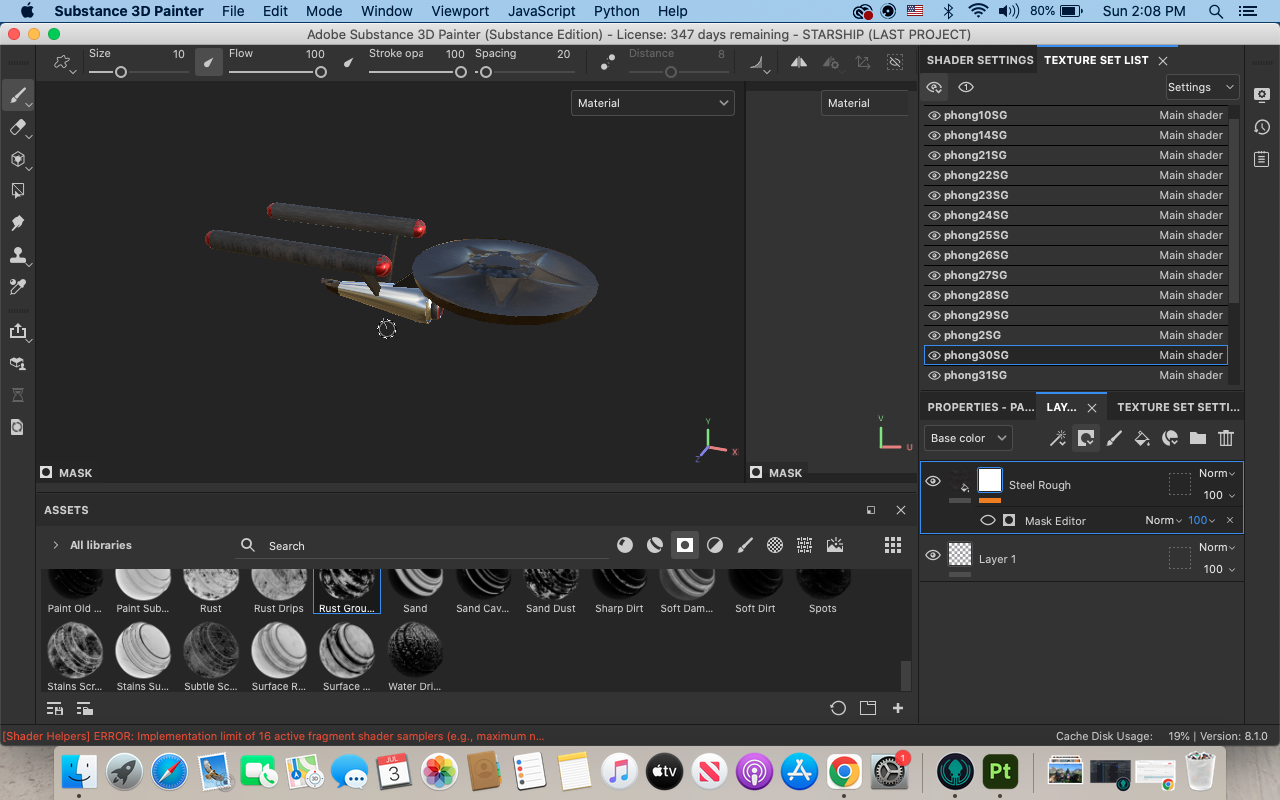 Substance 3D Painter File Edit Mode Window Viewport JavaScript Python Help 80% Sun 2:08 PM
Adobe Substance 3D Painter (Substance Edition) - License: 347 days remaining - STARSHIP (LAST PROJECT)
Size 10 Flow 100 Stroke opa 100 Spacing 20 Distance 8
Material
Material
Y
X
Z
V
U
MASK
MASK
SHADER SETTINGS TEXTURE SET LIST
Settings
phong10SG Main shader
phong14SG Main shader
phong21SG Main shader
phong22SG Main shader
phong23SG Main shader
phong24SG Main shader
phong25SG Main shader
phong26SG Main shader
phong27SG Main shader
phong28SG Main shader
phong29SG Main shader
phong2SG Main shader
phong30SG Main shader
phong31SG Main shader
PROPERTIES - PA... LAY... TEXTURE SET SETTI...
Base color
Norm
Steel Rough
100
Mask Editor Norm 100
Norm
Layer 1
100
ASSETS
All libraries Search
Paint Old ... Paint Sub... Rust Rust Drips Rust Grou... Sand Sand Cav... Sand Dust Sharp Dirt Soft Dam... Soft Dirt Spots
Stains Scr... Stains Su... Subtle Sc... Surface R... Surface ... Water Dri...
[Shader Helpers] ERROR: Implementation limit of 16 active fragment shader samplers (e.g., maximum n...
Cache Disk Usage: 19% | Version: 8.1.0
JUL
3
tv
1
Pt